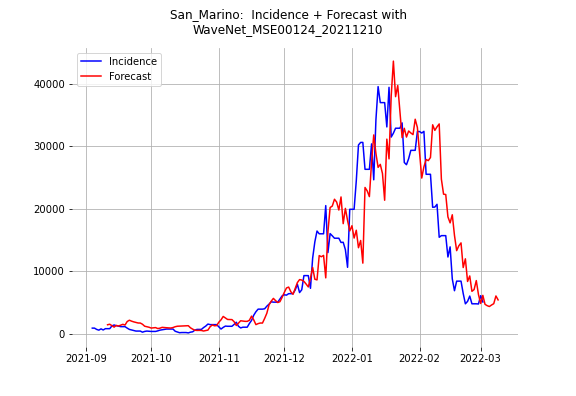 San_Marino:  Incidence + Forecast with
WaveNet_MSE00124_20211210
Incidence
Forecast
40000
30000
20000
10000
0
2021-09 2021-10 2021-11 2021-12 2022-01 2022-02 2022-03